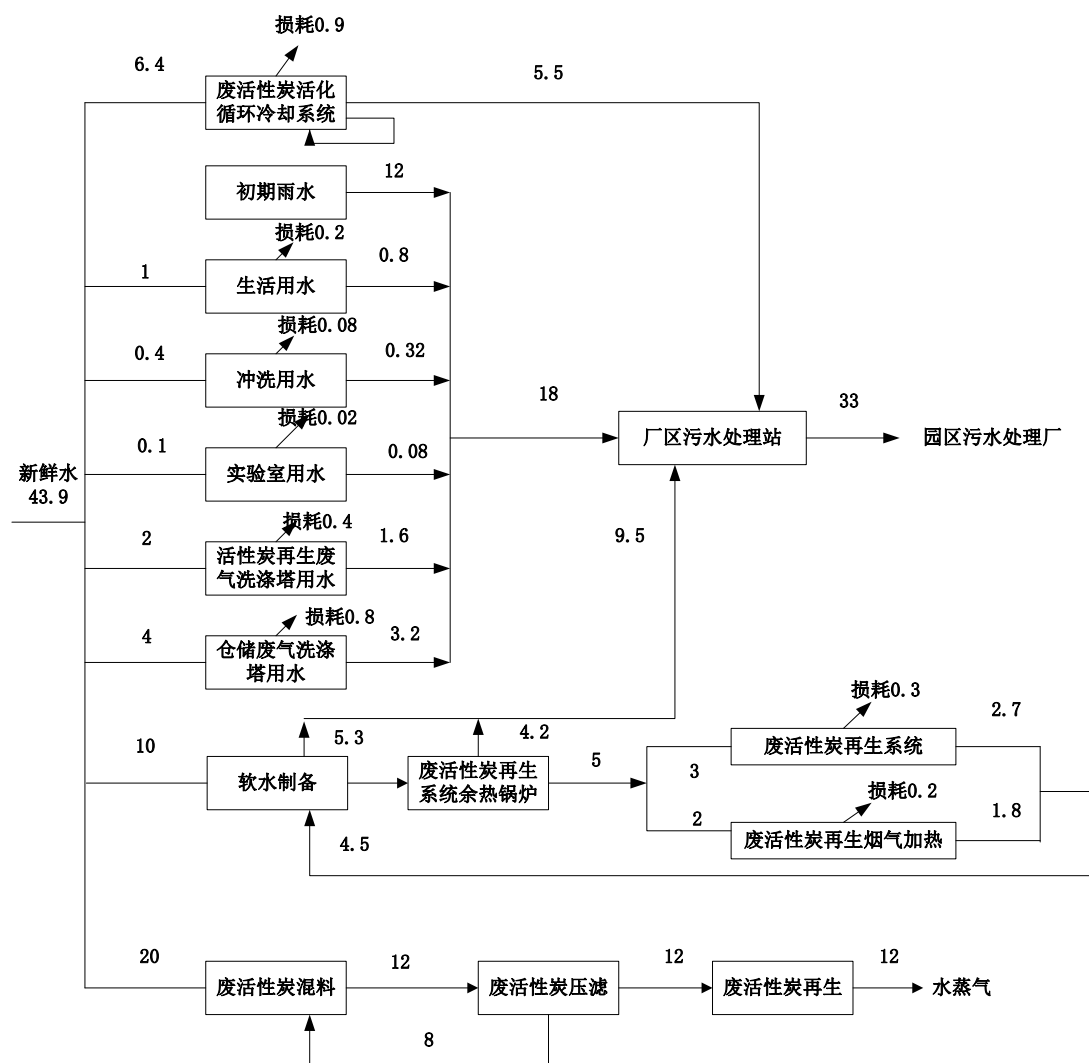 损耗0.9
6.4
5.5
废活性炭活化
循环冷却系统
12
初期雨水
损耗0.2
1
0.8
生活用水
损耗0.08
0.4
0.32
冲洗用水
18
33
损耗0.02
厂区污水处理站
园区污水处理厂
0.1
0.08
新鲜水
43.9
实验室用水
损耗0.4
2
1.6
9.5
活性炭再生废
气洗涤塔用水
损耗0.8
4
3.2
仓储废气洗涤
塔用水
损耗0.3
2.7
10
5.3
4.2
废活性炭再生系统
软水制备
废活性炭再生
系统余热锅炉
5
3
损耗0.2
2
1.8
4.5
废活性炭再生烟气加热
20
12
12
12
废活性炭混料
废活性炭压滤
废活性炭再生
水蒸气
8